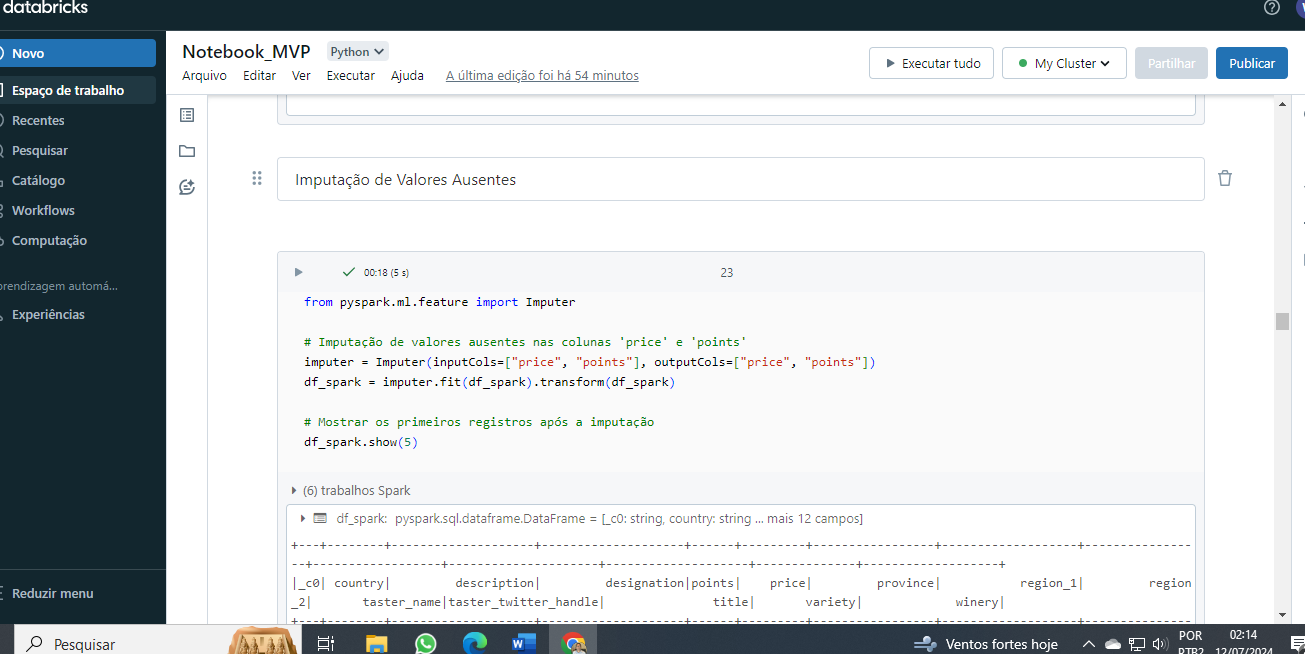 databricks
Novo
Espaço de trabalho
Recentes
Pesquisar
Catálogo
Workflows
Computação
prendizagem automá...
Experiências
Reduzir menu
Notebook_MVP Python
Arquivo Editar Ver Executar Ajuda A última edição foi há 54 minutos
Executar tudo My Cluster Partilhar Publicar
Imputação de Valores Ausentes
00:18 (5 s) 23
from pyspark.ml.feature import Imputer
# Imputação de valores ausentes nas colunas 'price' e 'points'
imputer = Imputer(inputCols=["price", "points"], outputCols=["price", "points"])
df_spark = imputer.fit(df_spark).transform(df_spark)
# Mostrar os primeiros registros após a imputação
df_spark.show(5)
(6) trabalhos Spark
df_spark: pyspark.sql.dataframe.DataFrame = [_c0: string, country: string ... mais 12 campos]
+---+--------+--------------------+--------------------+------+--------+-----------------+-------------------+---------------
--+------------------+--------------------+--------------------+--------------+-------------------+
|_c0| country| description| designation|points| price| province| region_1| region
_2| taster_name|taster_twitter_handle| title| variety| winery|
Pesquisar
Ventos fortes hoje
POR
PTB2
02:14
12/07/2024